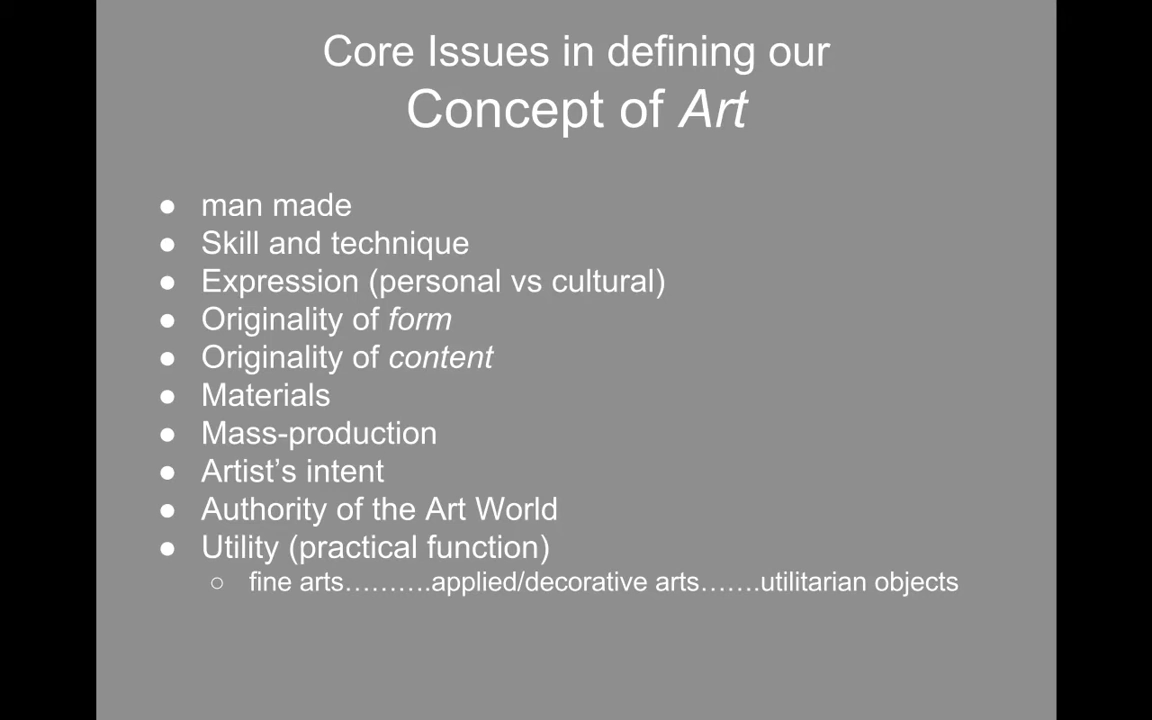 Core Issues in defining our
Concept of Art
● man made
● Skill and technique
● Expression (personal vs cultural)
● Originality of form
● Originality of content
● Materials
● Mass-production
● Artist’s intent
● Authority of the Art World
● Utility (practical function)
○ fine arts……….applied/decorative arts…….utilitarian objects